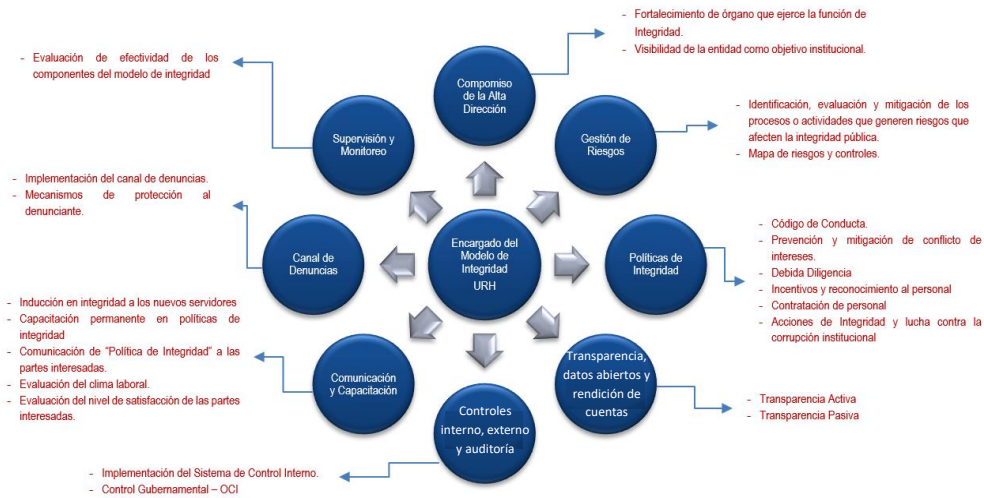 - Fortalecimiento de órgano que ejerce la función de
Integridad.
- Visibilidad de la entidad como objetivo institucional.
Compromiso
de la Alta
Dirección
- Identificación, evaluación y mitigación de los
procesos o actividades que generen riesgos que
afecten la integridad pública.
- Mapa de riesgos y controles.
Gestión de
Riesgos
- Código de Conducta.
- Prevención y mitigación de conflicto de
intereses.
- Debida Diligencia
- Incentivos y reconocimiento al personal
- Contratación de personal
- Acciones de Integridad y lucha contra la
corrupción institucional
Políticas de
Integridad
Transparencia,
datos abiertos y
rendición de
cuentas
- Transparencia Activa
- Transparencia Pasiva
Controles
interno, externo
y auditoría
- Implementación del Sistema de Control Interno.
- Control Gubernamental – OCI
Comunicación
y Capacitación
- Inducción en integridad a los nuevos servidores
- Capacitación permanente en políticas de
integridad
- Comunicación de “Política de Integridad” a las
partes interesadas.
- Evaluación del clima laboral.
- Evaluación del nivel de satisfacción de las partes
interesadas.
Canal de
Denuncias
- Implementación del canal de denuncias.
- Mecanismos de protección al
denunciante.
Supervisión y
Monitoreo
- Evaluación de efectividad de los
componentes del modelo de integridad
Encargado del
Modelo de
Integridad
URH